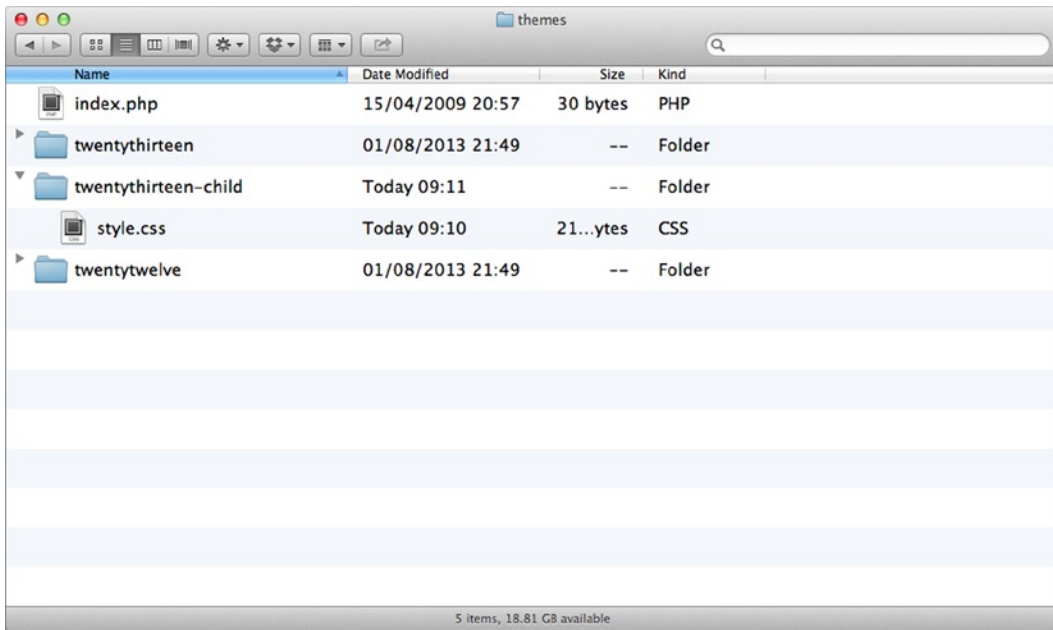 themes
Name Date Modified Size Kind
index.php 15/04/2009 20:57 30 bytes PHP
twentythirteen 01/08/2013 21:49 -- Folder
twentythirteen-child Today 09:11 -- Folder
style.css Today 09:10 21...ytes CSS
twentytwelve 01/08/2013 21:49 -- Folder
5 items, 18.81 GB available